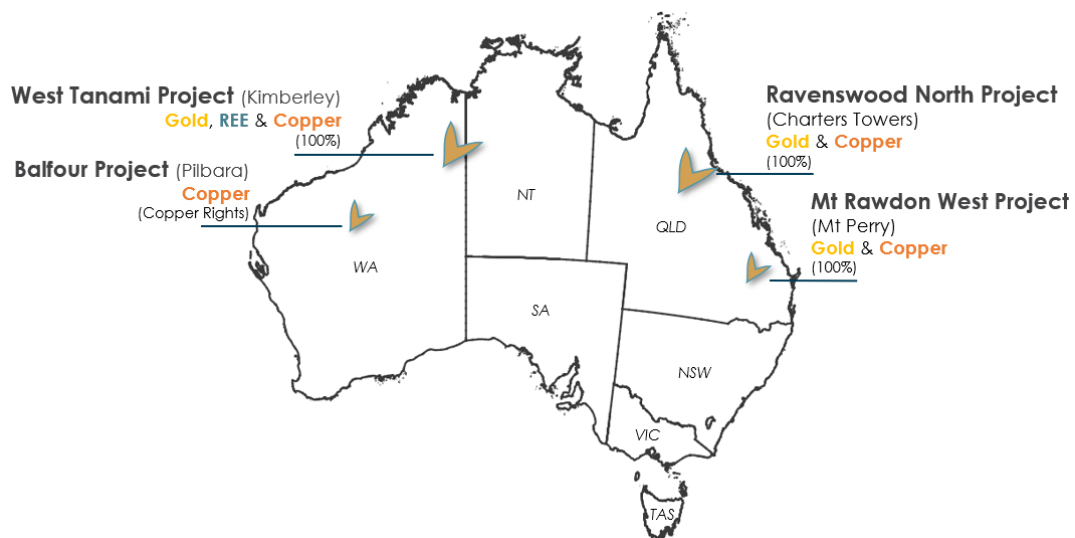 West Tanami Project (Kimberley)
Gold, REE & Copper
(100%)
Balfour Project (Pilbara)
Copper
(Copper Rights)
Ravenswood North Project
(Charters Towers)
Gold & Copper
(100%)
Mt Rawdon West Project
(Mt Perry)
Gold & Copper
(100%)
NT
QLD
WA
SA
NSW
VIC
TAS